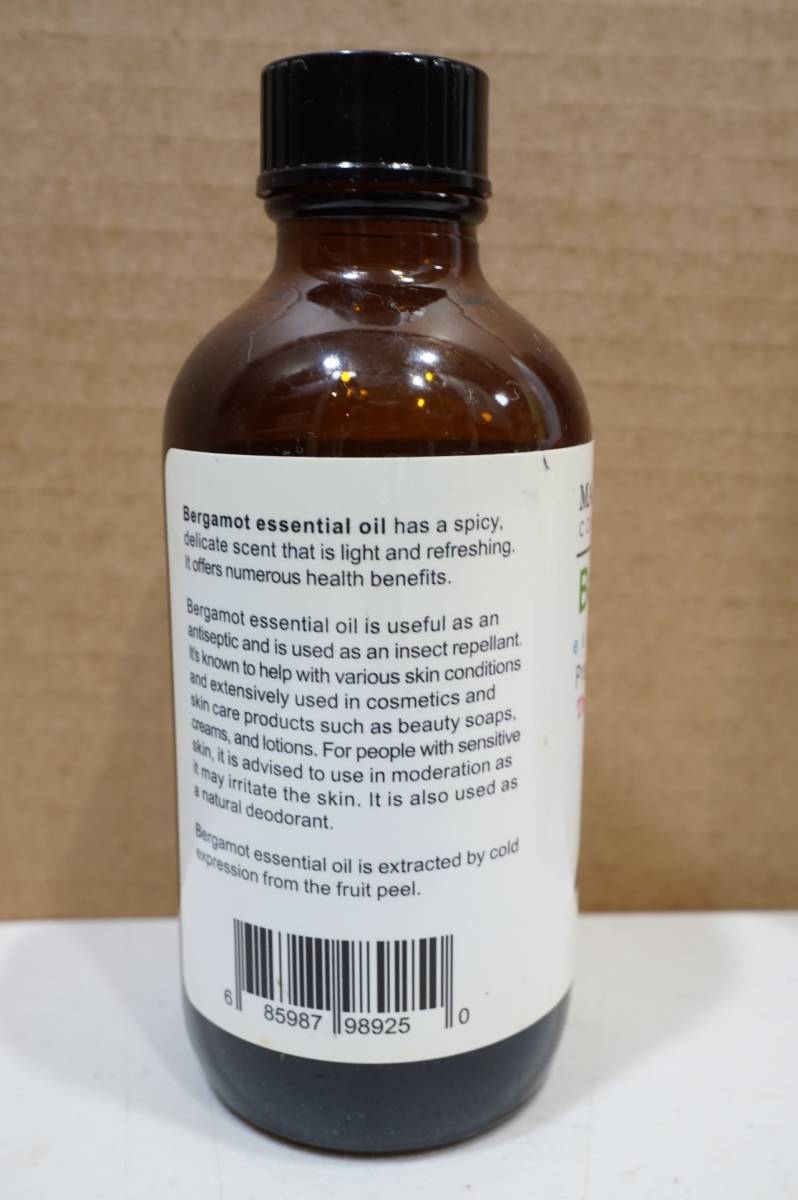 Bergamot essential oil has a spicy,
delicate scent that is light and refreshing.
It offers numerous health benefits.
Bergamot essential oil is useful as an
antiseptic and is used as an insect repellant.
It's known to help with various skin conditions
and extensively used in cosmetics and
skin care products such as beauty soaps,
creams, and lotions. For people with sensitive
skin, it is advised to use in moderation as
it may irritate the skin. It is also used as
a natural deodorant.
Bergamot essential oil is extracted by cold
expression from the fruit peel.
6 85987 98925 0